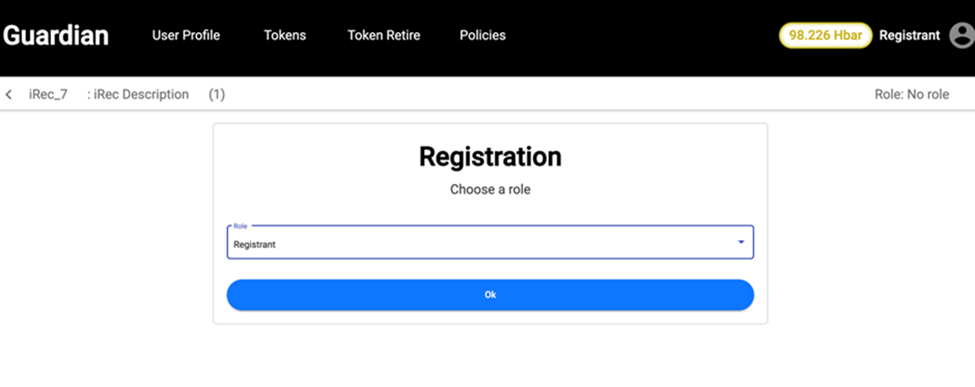 Guardian User Profile Tokens Token Retire Policies 98.226 Hbar Registrant
iRec_7 : iRec Description (1) Role: No role
Registration
Choose a role
Role
Registrant
Ok